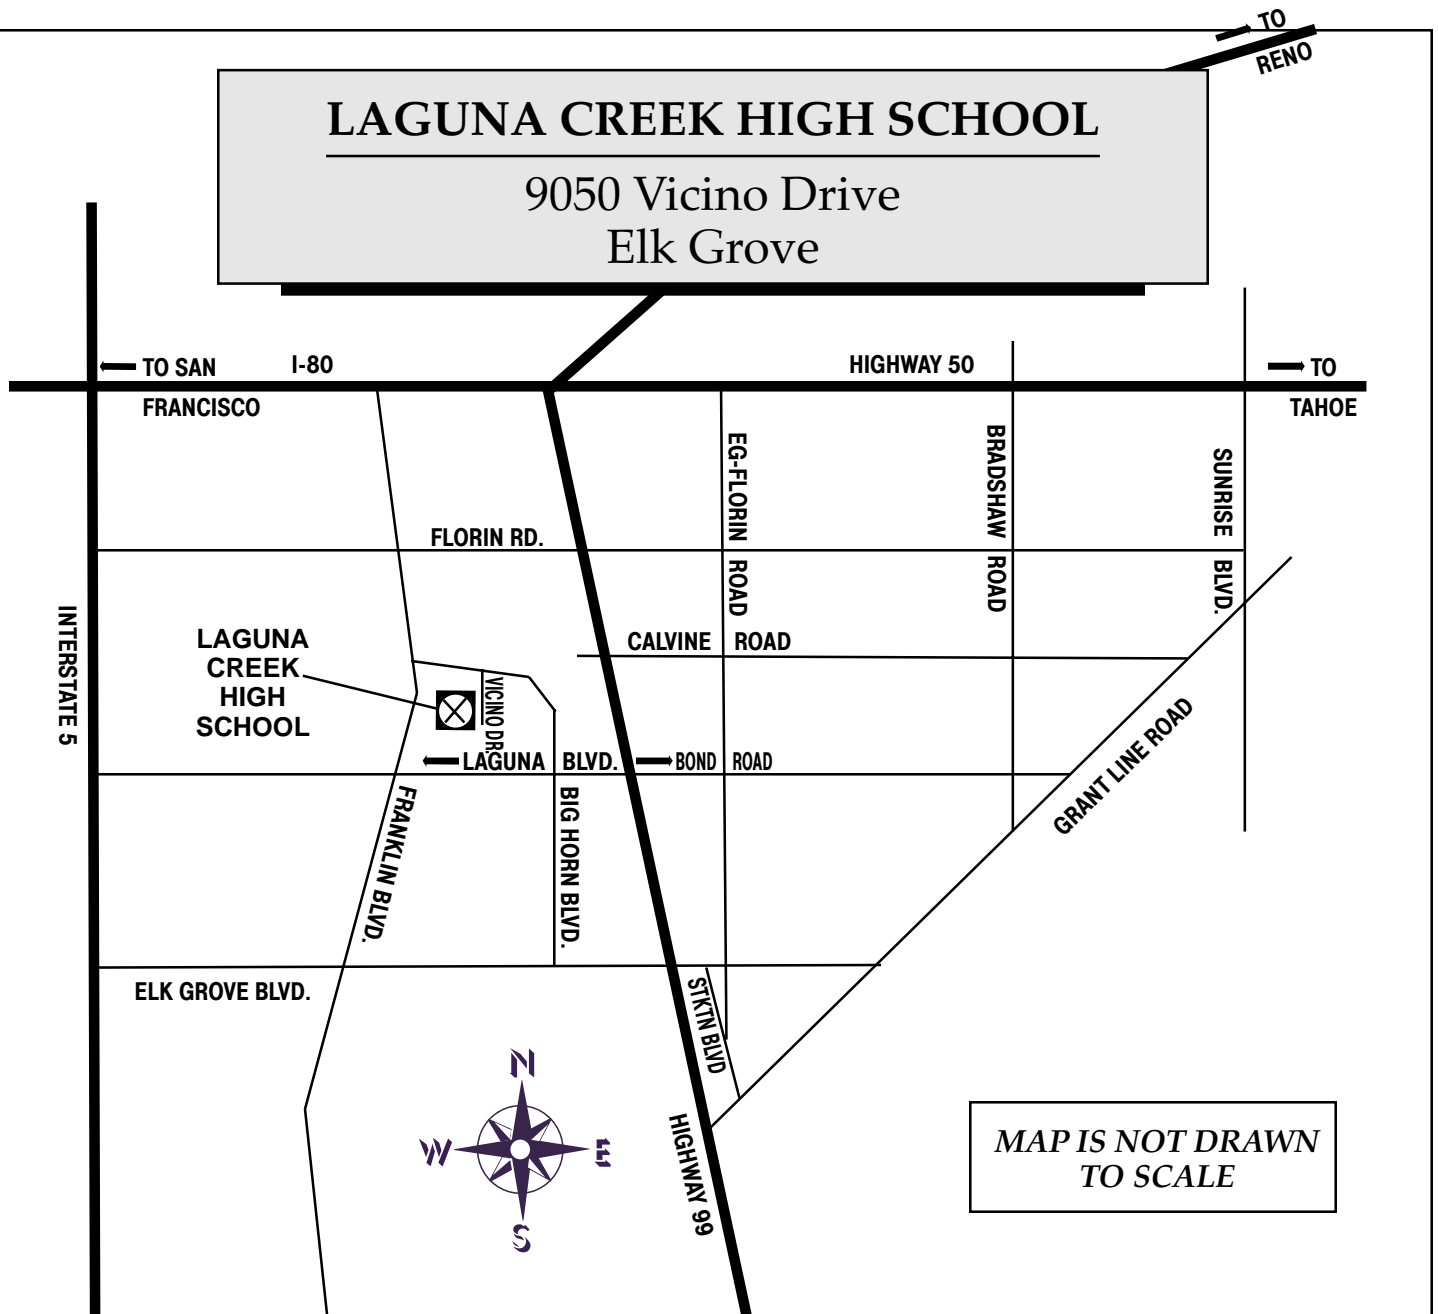 TO
RENO
LAGUNA CREEK HIGH SCHOOL
9050 Vicino Drive
Elk Grove
TO SAN
FRANCISCO
I-80
HIGHWAY 50
TO
TAHOE
EG-FLORIN ROAD
BRADSHAW ROAD
SUNRISE BLVD.
FLORIN RD.
INTERSTATE 5
LAGUNA
CREEK
HIGH
SCHOOL
CALVINE ROAD
VICINO DR.
LAGUNA BLVD.
BOND ROAD
GRANT LINE ROAD
FRANKLIN BLVD.
BIG HORN BLVD.
ELK GROVE BLVD.
STKTN BLVD
HIGHWAY 99
N
W
E
S
MAP IS NOT DRAWN
TO SCALE